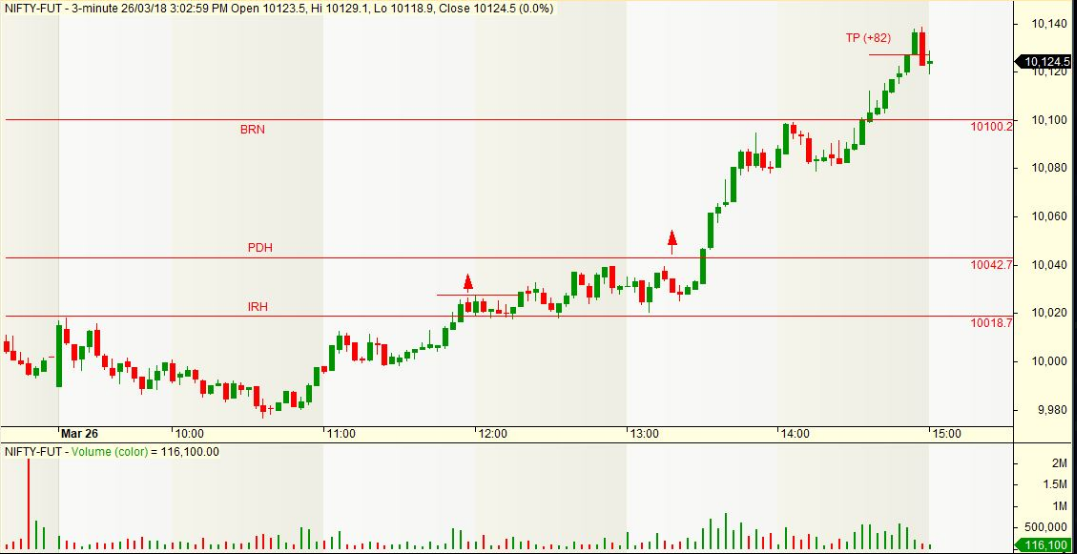 NIFTY-FUT - 3-minute 26/03/18 3:02:59 PM Open 10123.5, Hi 10129.1, Lo 10118.9, Close 10124.5 (0.0%)
10,140
TP (+82)
10,124.5
10,120
BRN
10,100
10100.2
10,080
10,060
PDH
10,040
10042.7
IRH
10,020
10018.7
10,000
9,980
Mar 26
10:00
11:00
12:00
13:00
14:00
15:00
NIFTY-FUT - Volume (color) = 116,100.00
2M
1.5M
1M
500,000
116,100